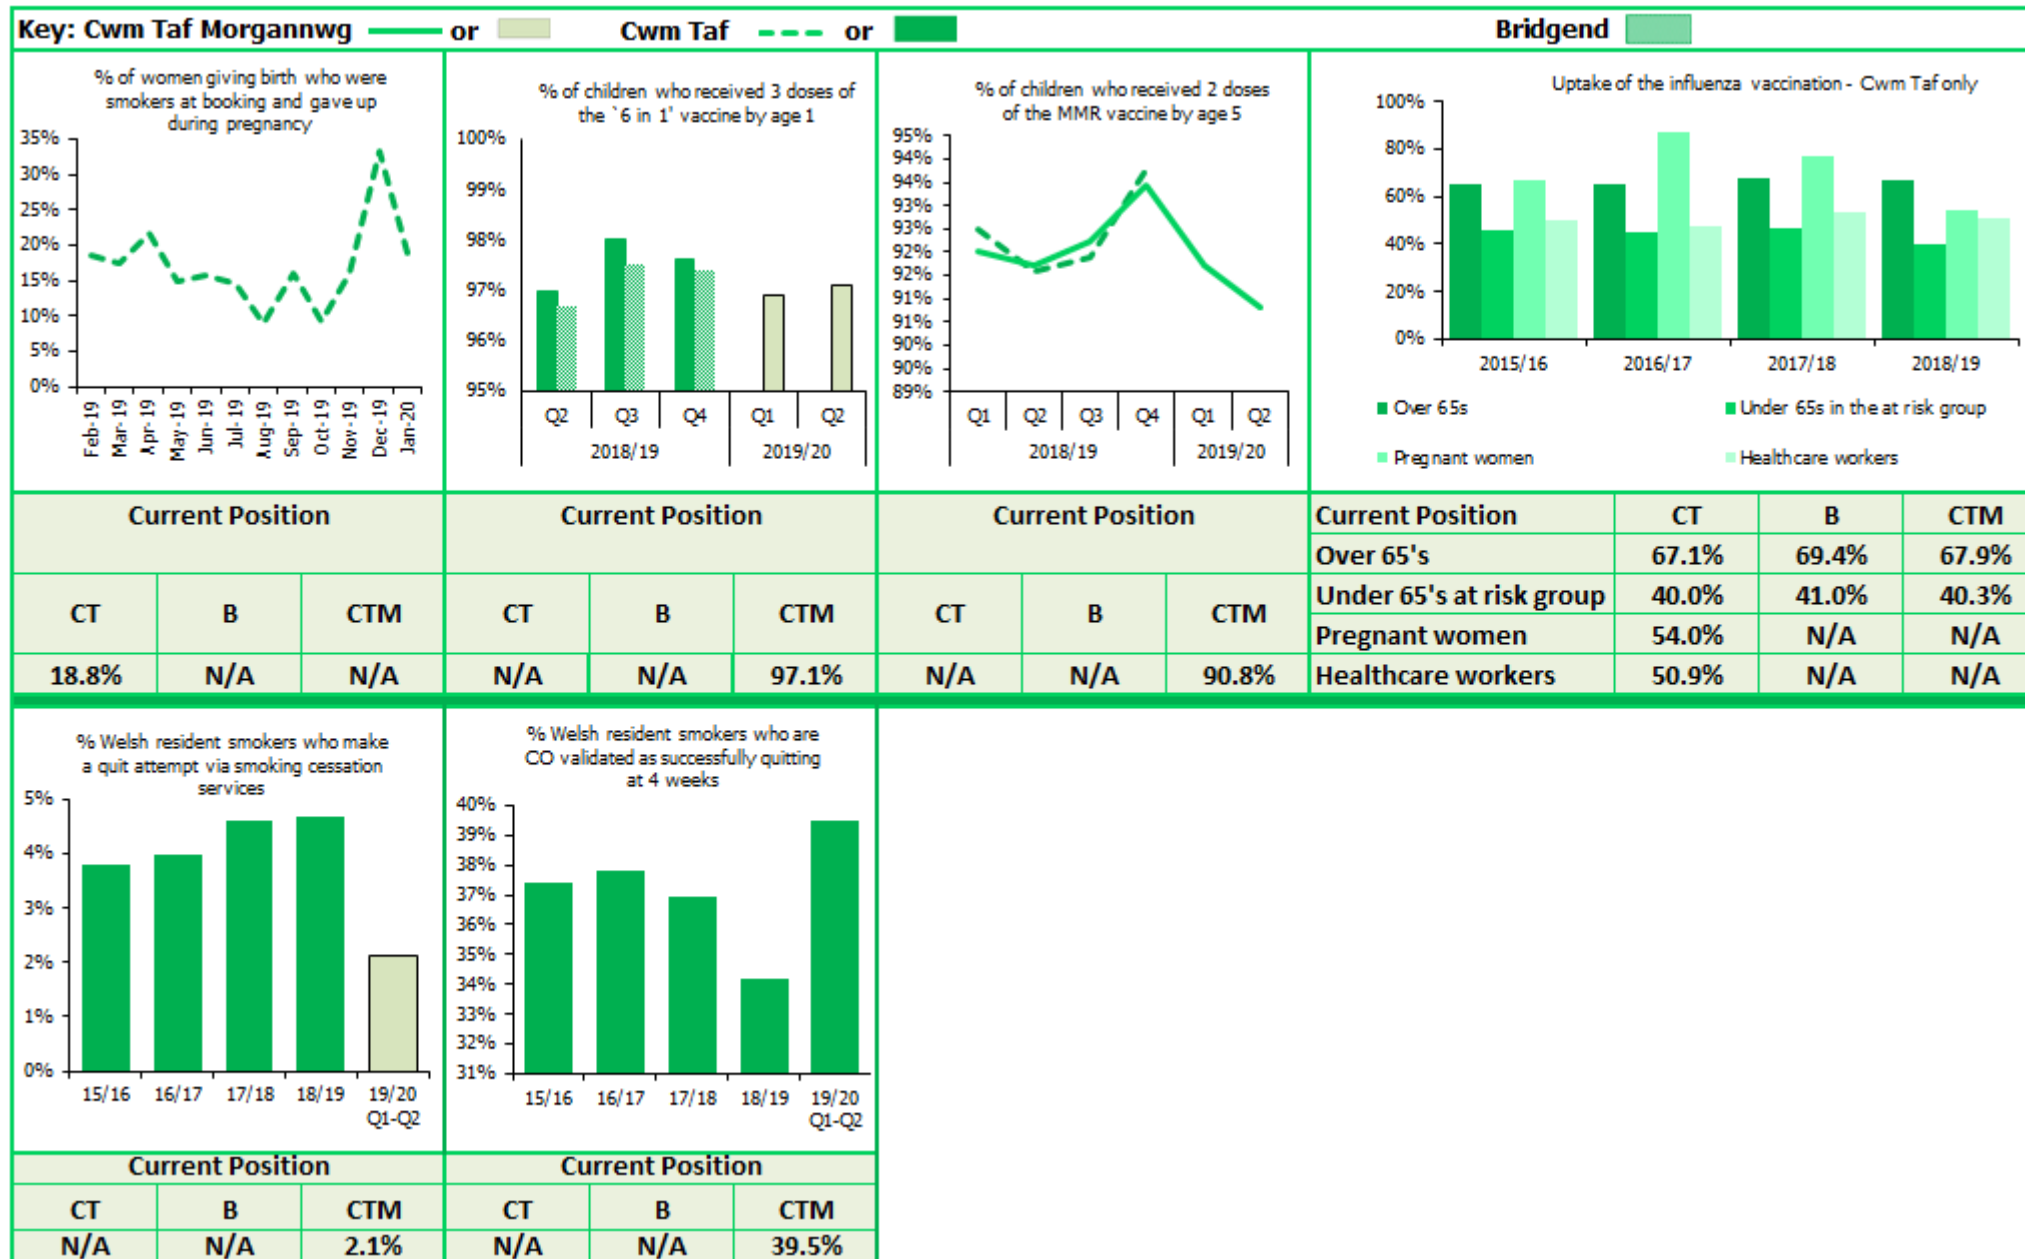 Key: Cwm Taf Morgannwg or Cwm Taf or Bridgend
% of women giving birth who were
smokers at booking and gave up
during pregnancy
35%
30%
25%
20%
15%
10%
5%
0%
Feb-19
Mar-19
Apr-19
May-19
Jun-19
Jul-19
Aug-19
Sep-19
Oct-19
Nov-19
Dec-19
Jan-20
% of children who received 3 doses of
the `6 in 1' vaccine by age 1
100%
99%
98%
97%
96%
95%
Q2 Q3 Q4 Q1 Q2
2018/19 2019/20
% of children who received 2 doses
of the MMR vaccine by age 5
95%
94%
94%
93%
93%
92%
92%
91%
91%
90%
90%
89%
Q1 Q2 Q3 Q4 Q1 Q2
2018/19 2019/20
Uptake of the influenza vaccination - Cwm Taf only
100%
80%
60%
40%
20%
0%
2015/16 2016/17 2017/18 2018/19
Over 65s Under 65s in the at risk group
Pregnant women Healthcare workers
Current Position
CT B CTM
18.8% N/A N/A
Current Position
CT B CTM
N/A N/A 97.1%
Current Position
CT B CTM
N/A N/A 90.8%
Current Position CT B CTM
Over 65's 67.1% 69.4% 67.9%
Under 65's at risk group 40.0% 41.0% 40.3%
Pregnant women 54.0% N/A N/A
Healthcare workers 50.9% N/A N/A
% Welsh resident smokers who make
a quit attempt via smoking cessation
services
5%
4%
3%
2%
1%
0%
15/16 16/17 17/18 18/19 19/20
Q1-Q2
% Welsh resident smokers who are
CO validated as successfully quitting
at 4 weeks
40%
39%
38%
37%
36%
35%
34%
33%
32%
31%
15/16 16/17 17/18 18/19 19/20
Q1-Q2
Current Position
CT B CTM
N/A N/A 2.1%
Current Position
CT B CTM
N/A N/A 39.5%